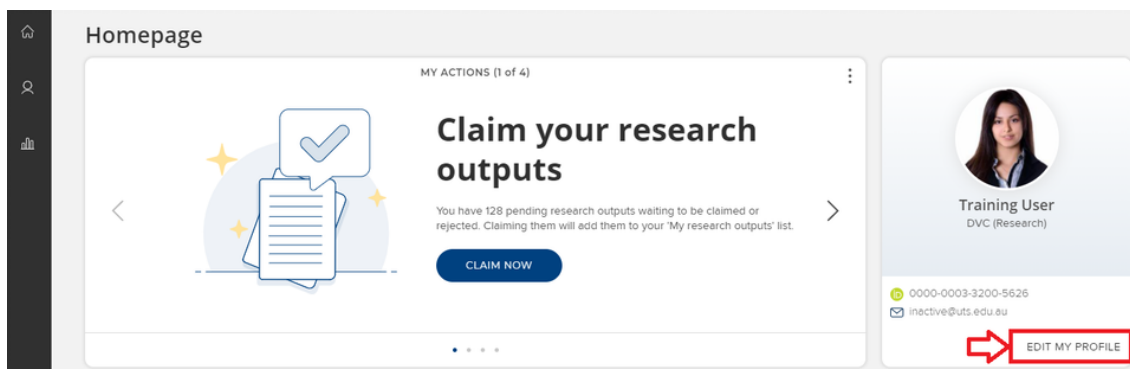 Homepage
MY ACTIONS (1 of 4)
Claim your research
outputs
You have 128 pending research outputs waiting to be claimed or
rejected. Claiming them will add them to your 'My research outputs' list.
CLAIM NOW
Training User
DVC (Research)
iD 0000-0003-3200-5626
inactive@uts.edu.au
EDIT MY PROFILE